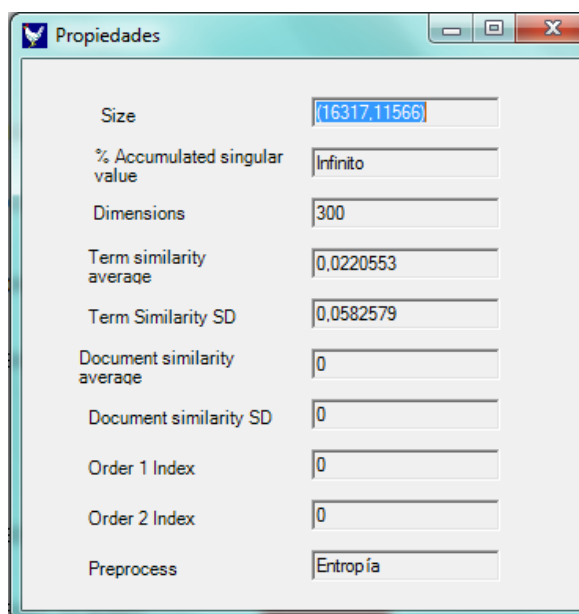 Propiedades
Size
(16317,11566)
% Accumulated singular
value
Infinito
Dimensions
300
Term similarity
average
0,0220553
Term Similarity SD
0,0582579
Document similarity
average
0
Document similarity SD
0
Order 1 Index
0
Order 2 Index
0
Preprocess
Entropía